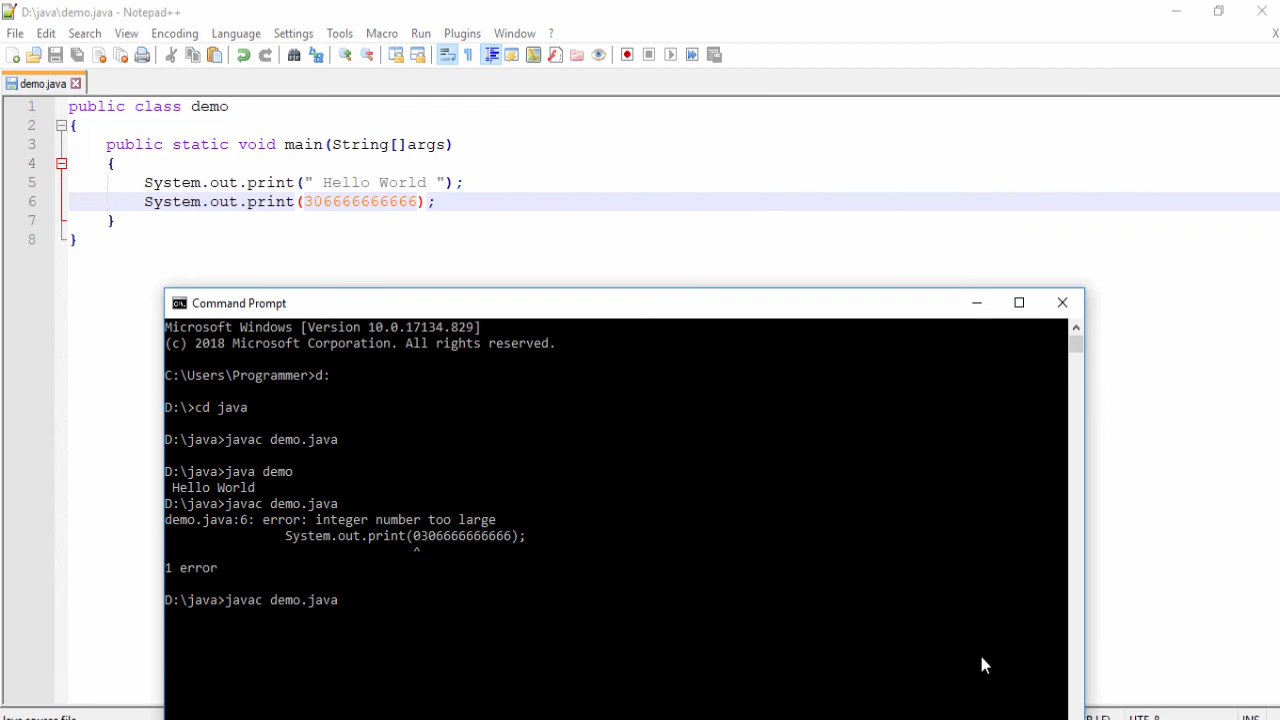 D:\java\demo.java - Notepad++
File Edit Search View Encoding Language Settings Tools Macro Run Plugins Window ? X
demo.java
1 public class demo
2 {
3 public static void main(String[]args)
4 {
5 System.out.print(" Hello World ");
6 System.out.print(306666666666);
7 }
8 }
Command Prompt
Microsoft Windows [Version 10.0.17134.829]
(c) 2018 Microsoft Corporation. All rights reserved.
C:\Users\Programmer>d:
D:\>cd java
D:\java>javac demo.java
D:\java>java demo
Hello World
D:\java>javac demo.java
demo.java:6: error: integer number too large
System.out.print(0306666666666);
^
1 error
D:\java>javac demo.java